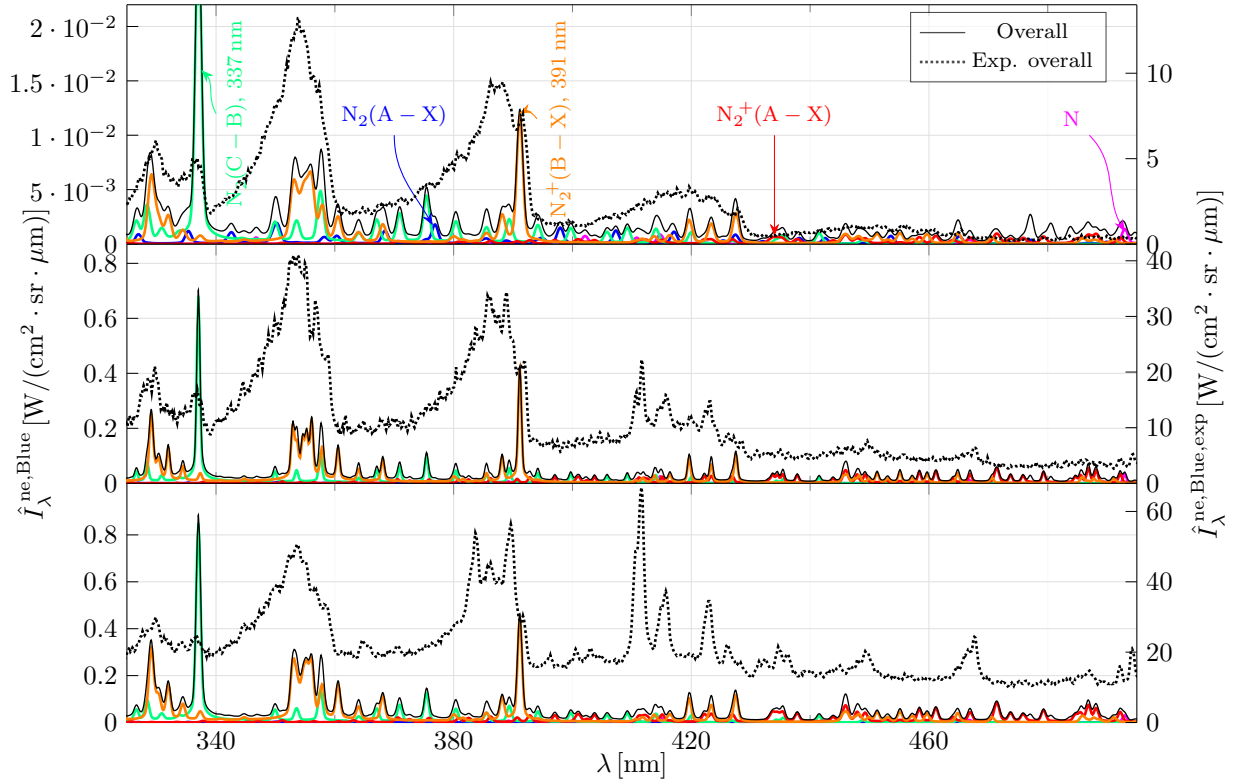 2 · 10⁻²
1.5 · 10⁻²
1 · 10⁻²
5 · 10⁻³
0
10
5
0
Overall
Exp. overall
N₂(C − B), 337 nm
N₂(A − X)
N₂⁺(B − X), 391 nm
N₂⁺(A − X)
N
0.8
0.6
0.4
0.2
0
40
30
20
10
0
0.8
0.6
0.4
0.2
0
60
40
20
0
Î_λ^{ne,Blue} [W/(cm² · sr · μm)]
Î_λ^{ne,Blue,exp} [W/(cm² · sr · μm)]
340
380
420
460
λ [nm]